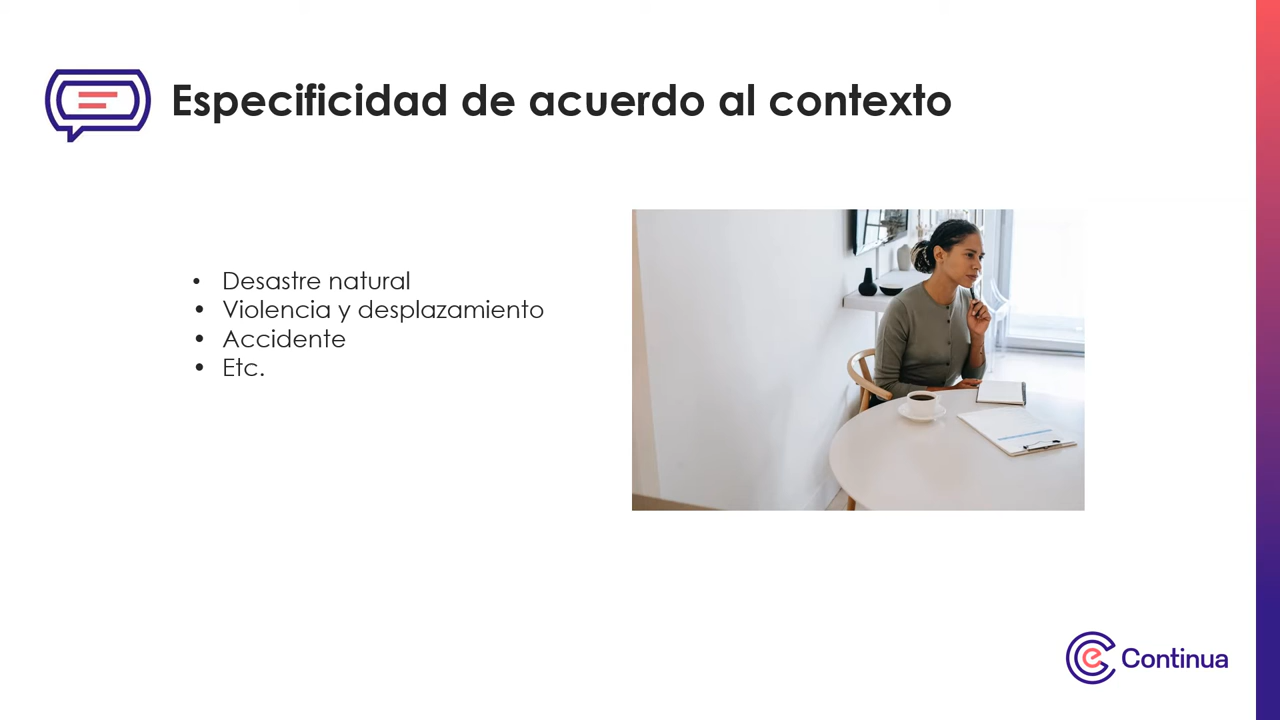 Especificidad de acuerdo al contexto
• Desastre natural
• Violencia y desplazamiento
• Accidente
• Etc.
Continua